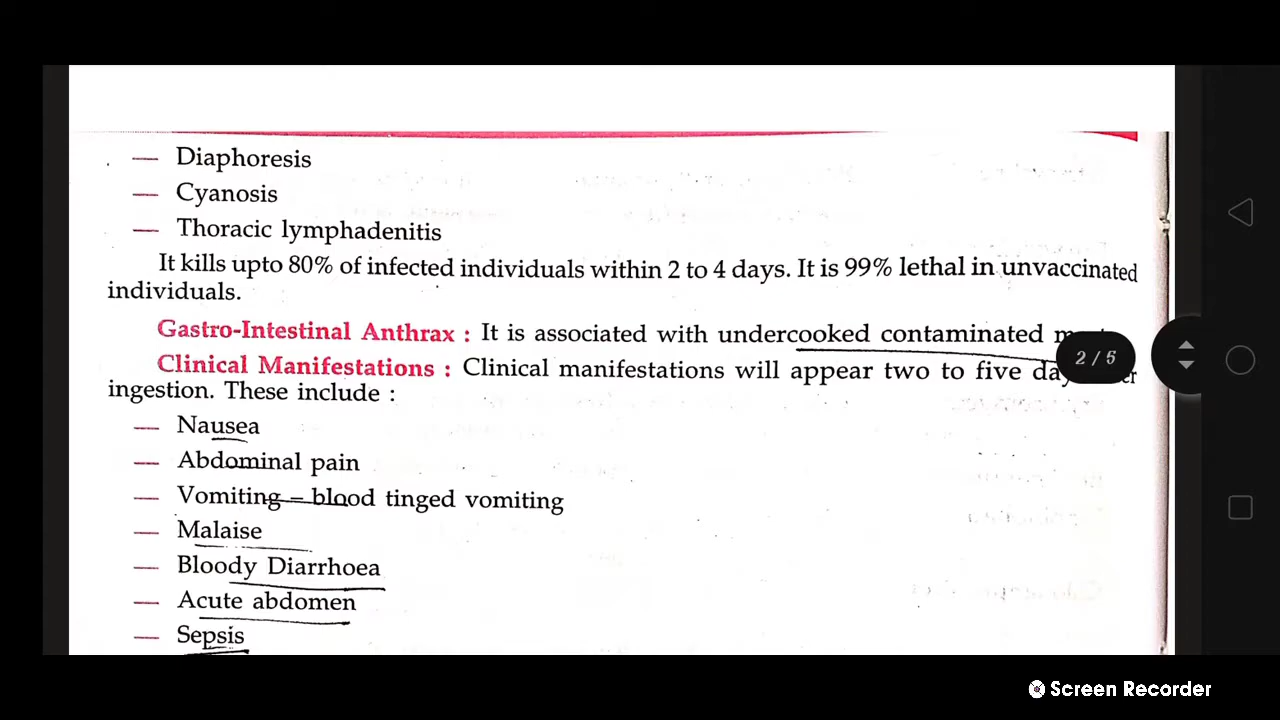 — Diaphoresis
— Cyanosis
— Thoracic lymphadenitis
It kills upto 80% of infected individuals within 2 to 4 days. It is 99% lethal in unvaccinated
individuals.
Gastro-Intestinal Anthrax : It is associated with undercooked contaminated
Clinical Manifestations : Clinical manifestations will appear two to five
ingestion. These include :
— Nausea
— Abdominal pain
— Vomiting – blood tinged vomiting
— Malaise
— Bloody Diarrhoea
— Acute abdomen
— Sepsis
2 / 5
Screen Recorder